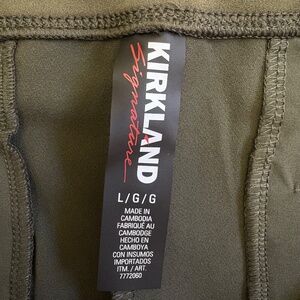 KIRKLAND
Signature
L/G/G
MADE IN
CAMBODIA
FABRIQUÉ AU
CAMBODGE
HECHO EN
CAMBOYA
CON INSUMOS
IMPORTADOS
ITM. / ART.
7772060